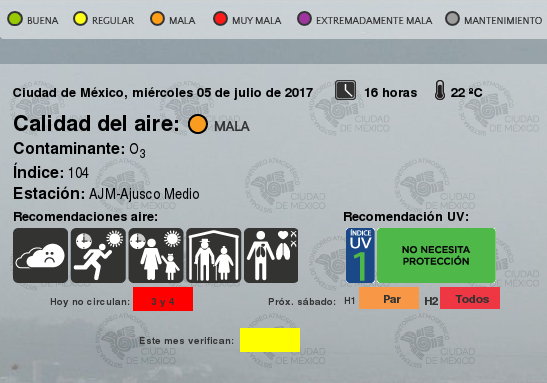 BUENA REGULAR MALA MUY MALA EXTREMADAMENTE MALA MANTENIMIENTO
Ciudad de México, miércoles 05 de julio de 2017 16 horas 22 ºC
Calidad del aire: MALA
Contaminante: O3
Índice: 104
Estación: AJM-Ajusco Medio
Recomendaciones aire: Recomendación UV:
ÍNDICE UV 1 NO NECESITA
PROTECCIÓN
Hoy no circulan: 3 y 4 Próx. sábado: H1 Par H2 Todos
Este mes verifican:
CIUDAD
DE MÉXICO